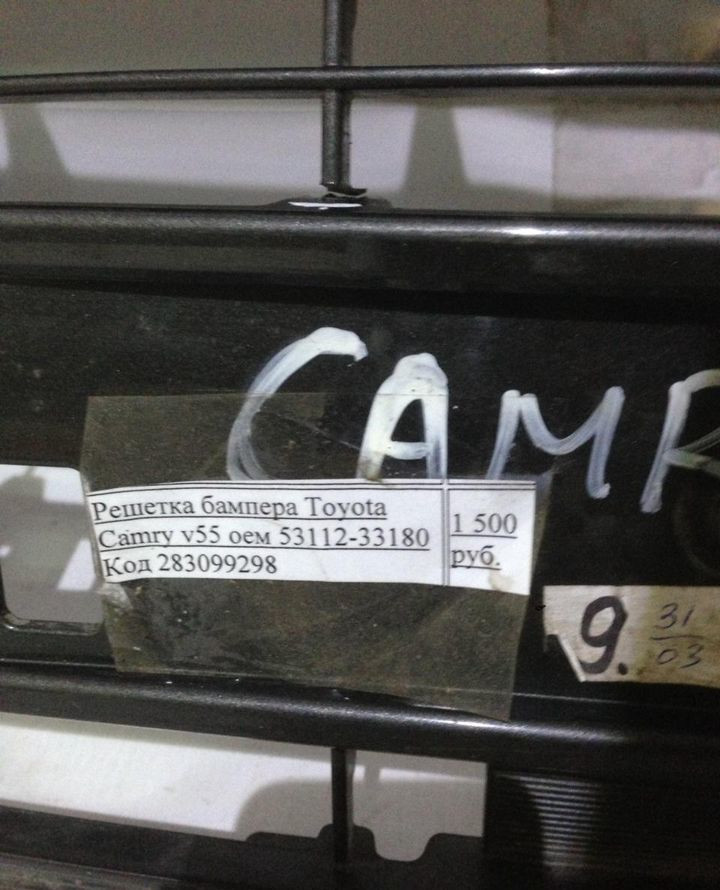 CAMR
Решетка бампера Toyota
Camry v55 оем 53112-33180
Код 283099298
1 500
руб.
9.
31
03